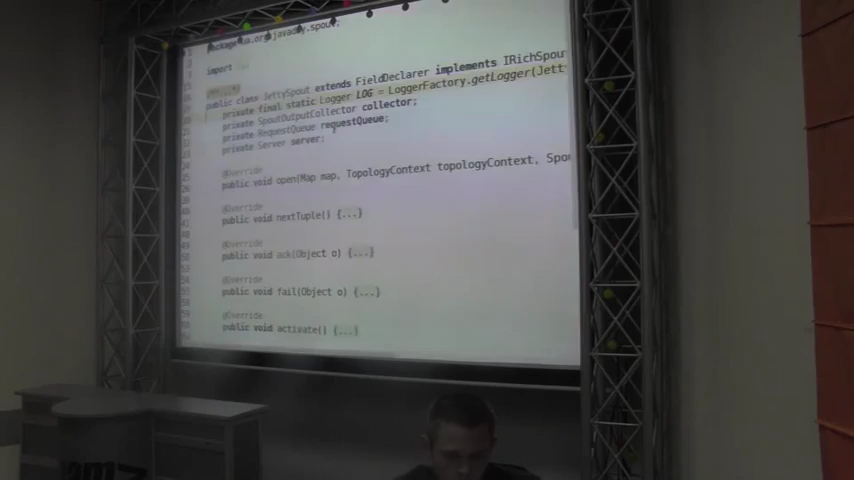 package ua.org.javaday.spout;
import ...
/**...*/
public class JettySpout extends FieldDeclarer implements IRichSpou
private final static Logger LOG = LoggerFactory.getLogger(Jett
private SpoutOutputCollector collector;
private RequestQueue requestQueue;
private Server server;
@Override
public void open(Map map, TopologyContext topologyContext, Spou
@Override
public void nextTuple() {...}
@Override
public void ack(Object o) {...}
@Override
public void fail(Object o) {...}
@Override
public void activate() {...}